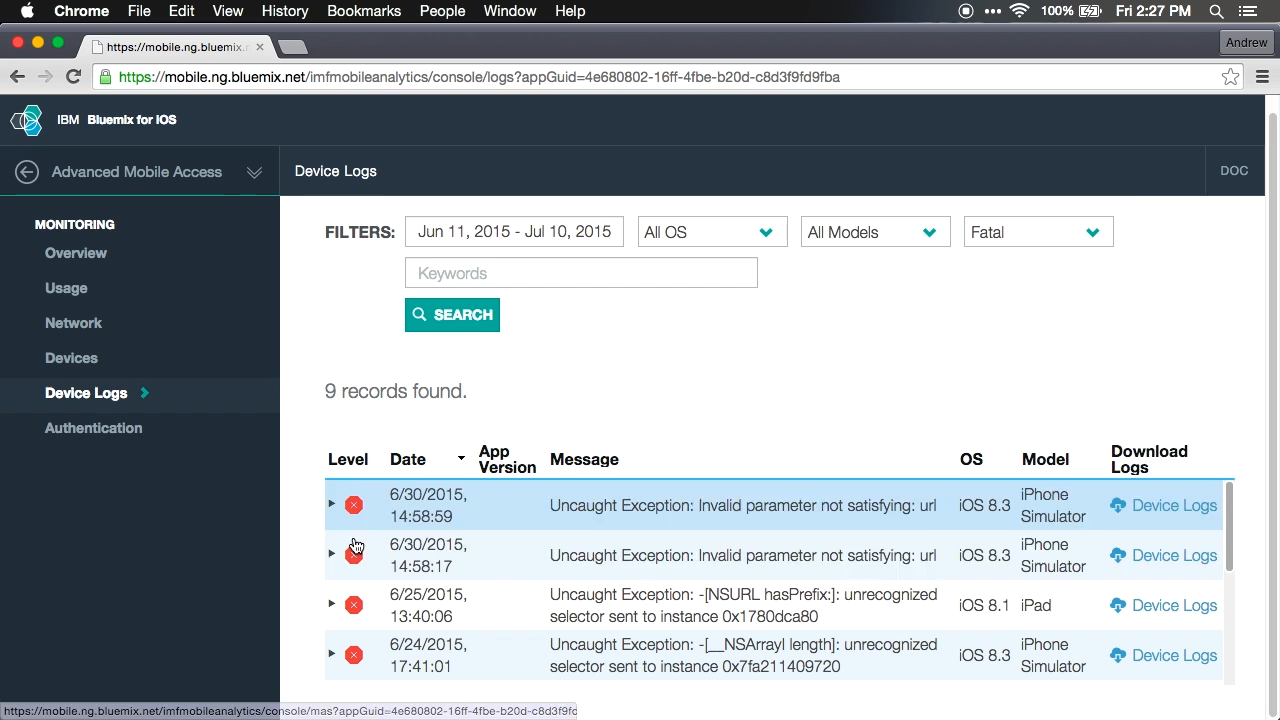 Chrome File Edit View History Bookmarks People Window Help 100% Fri 2:27 PM
https://mobile.ng.bluemix.r Andrew
https://mobile.ng.bluemix.net/imfmobileanalytics/console/logs?appGuid=4e680802-16ff-4fbe-b20d-c8d3f9fd9fba
IBM Bluemix for iOS
Advanced Mobile Access
Device Logs
DOC
MONITORING
Overview
Usage
Network
Devices
Device Logs
Authentication
FILTERS: Jun 11, 2015 - Jul 10, 2015 All OS All Models Fatal
Keywords
SEARCH
9 records found.
Level Date App Version Message OS Model Download Logs
6/30/2015, 14:58:59 Uncaught Exception: Invalid parameter not satisfying: url iOS 8.3 iPhone Simulator Device Logs
6/30/2015, 14:58:17 Uncaught Exception: Invalid parameter not satisfying: url iOS 8.3 iPhone Simulator Device Logs
6/25/2015, 13:40:06 Uncaught Exception: -[NSURL hasPrefix:]: unrecognized selector sent to instance 0x1780dca80 iOS 8.1 iPad Device Logs
6/24/2015, 17:41:01 Uncaught Exception: -[__NSArrayI length]: unrecognized selector sent to instance 0x7fa211409720 iOS 8.3 iPhone Simulator Device Logs
https://mobile.ng.bluemix.net/imfmobileanalytics/console/mas?appGuid=4e680802-16ff-4fbe-b20d-c8d3f9fd